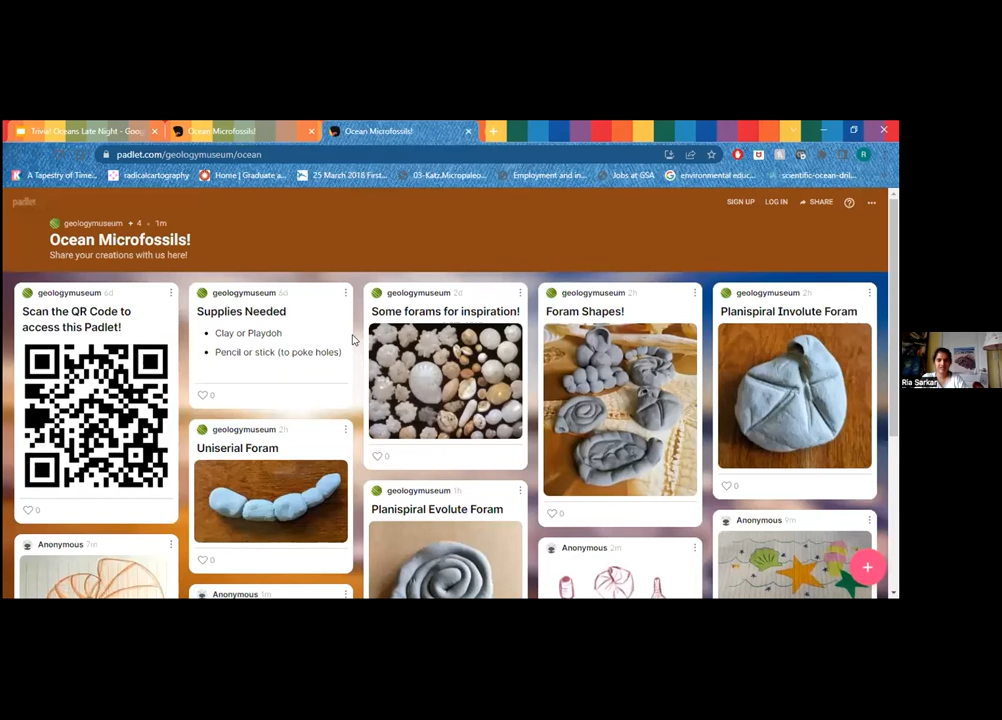 Trivia! Oceans Late Night - Goo
Ocean Microfossils!
Ocean Microfossils!
padlet.com/geologymuseum/ocean
R
A Tapestry of Time...
radicalcartography
Home | Graduate a...
25 March 2018 First...
03-Katz,Micropaleo...
Employment and in...
Jobs at GSA
environmental educ...
scientific-ocean-dril...
padlet
SIGN UP
LOG IN
SHARE
geologymuseum + 4 • 1m
Ocean Microfossils!
Share your creations with us here!
geologymuseum 6d
Scan the QR Code to
access this Padlet!
0
Anonymous 7m
geologymuseum 6d
Supplies Needed
• Clay or Playdoh
• Pencil or stick (to poke holes)
0
geologymuseum 2h
Uniserial Foram
0
Anonymous 1m
geologymuseum 2d
Some forams for inspiration!
0
geologymuseum 1h
Planispiral Evolute Foram
geologymuseum 2h
Foram Shapes!
0
Anonymous 2m
geologymuseum 2h
Planispiral Involute Foram
0
Anonymous 9m
Ria Sarkar